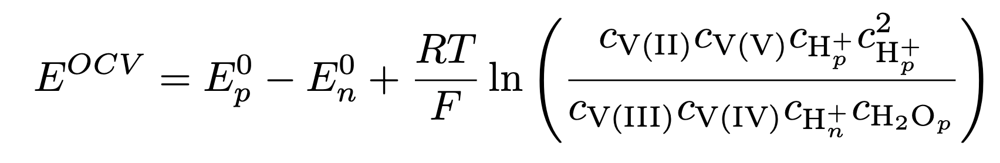 $E^{OCV} = E_p^0 - E_n^0 + \frac{RT}{F} \ln \left( \frac{c_{\mathrm{V(II)}} c_{\mathrm{V(V)}} c_{\mathrm{H}_p^+} c_{\mathrm{H}_p^+}^2}{c_{\mathrm{V(III)}} c_{\mathrm{V(IV)}} c_{\mathrm{H}_n^+} c_{\mathrm{H_2O}_p}} \right)$